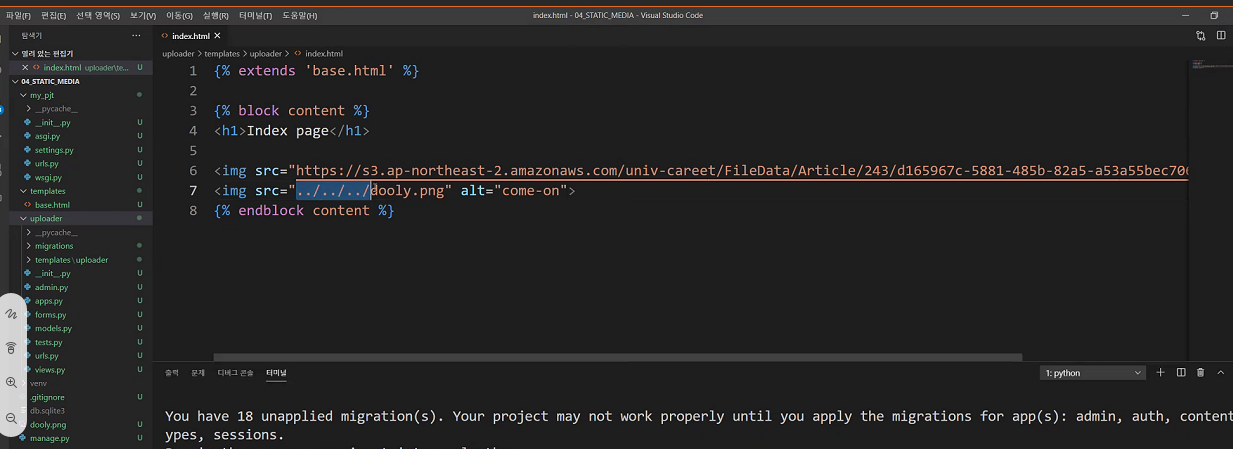 파일(F) 편집(E) 선택 영역(S) 보기(V) 이동(G) 실행(R) 터미널(T) 도움말(H) index.html - 04_STATIC_MEDIA - Visual Studio Code
탐색기
열려 있는 편집기
index.html uploader\te... U
04_STATIC_MEDIA
my_pjt
__pycache__
__init__.py U
asgi.py U
settings.py U
urls.py U
wsgi.py U
templates
base.html U
uploader
__pycache__
migrations
templates\uploader
__init__.py U
admin.py U
apps.py U
forms.py U
models.py U
tests.py U
urls.py U
views.py U
venv
.gitignore U
db.sqlite3
dooly.png U
manage.py U
index.html
uploader > templates > uploader > index.html
1 {% extends 'base.html' %}
2
3 {% block content %}
4 <h1>Index page</h1>
5
6 <img src="https://s3.ap-northeast-2.amazonaws.com/univ-careet/FileData/Article/243/d165967c-5881-485b-82a5-a53a55bec70
7 <img src="../../../dooly.png" alt="come-on">
8 {% endblock content %}
출력 문제 디버그 콘솔 터미널 1: python
You have 18 unapplied migration(s). Your project may not work properly until you apply the migrations for app(s): admin, auth, content
ypes, sessions.